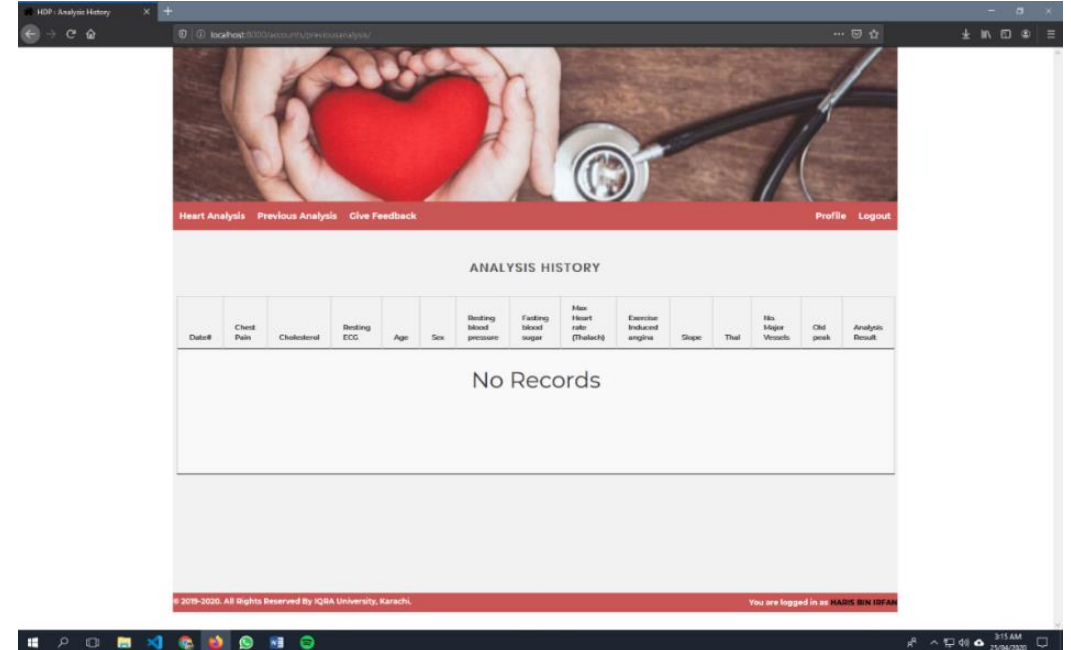 HDP : Analysis History
localhost:8000/accounts/previousanalysis/
Heart Analysis Previous Analysis Give Feedback Profile Logout
ANALYSIS HISTORY
Date# Chest Pain Cholesterol Resting ECG Age Sex Resting blood pressure Fasting blood sugar Max Heart rate (Thalach) Exercise Induced angina Slope Thal No. Major Vessels Old peak Analysis Result
No Records
© 2019-2020. All Rights Reserved By IQRA University, Karachi. You are logged in as HARIS BIN IRFAN
3:15 AM
25/04/2020